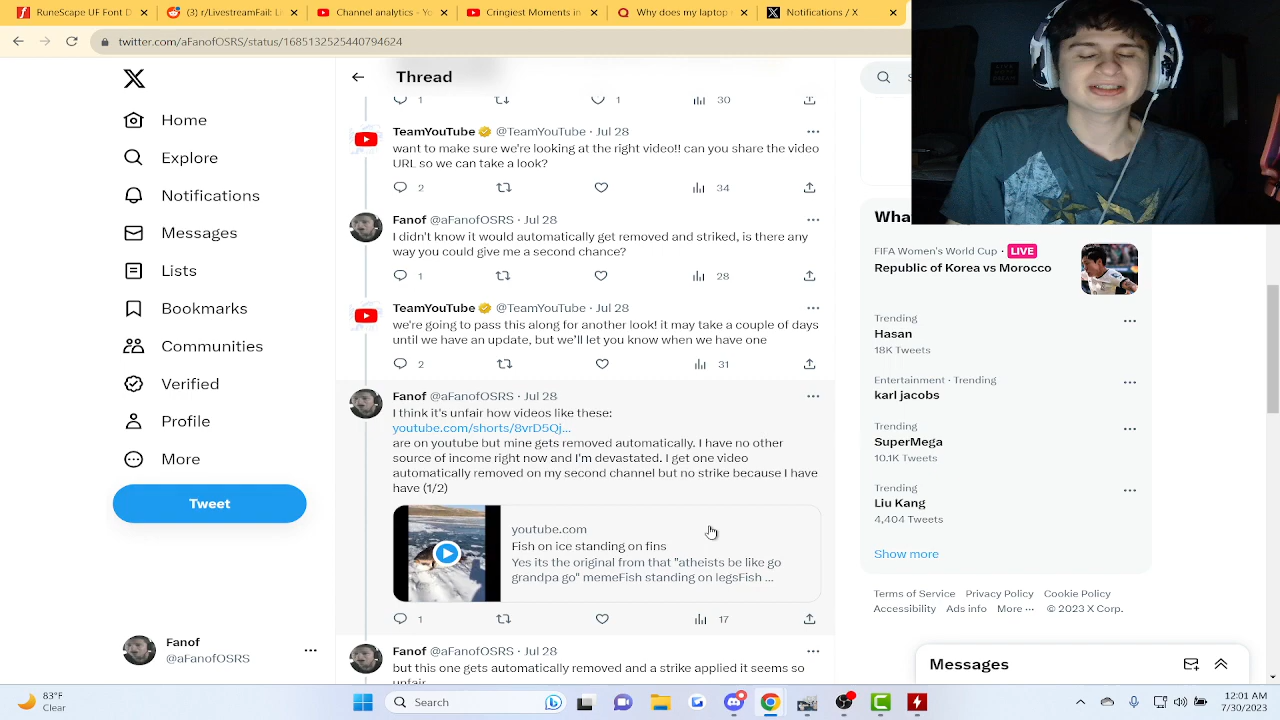 RuneScape UF Font D
(3) r/LivestreamFail: Li
Channel analytics - Yo
Cringiest Moments in
Why does my laptop -
Notifications / X
twitter.com/aFanofOSRS/status/1685132525440794624
Home
Explore
Notifications
Messages
Lists
Bookmarks
Communities
Verified
Profile
More
Tweet
Fanof
@aFanofOSRS
Thread
1
1
30
TeamYouTube @TeamYouTube · Jul 28
want to make sure we're looking at the right video!! can you share the video
URL so we can take a look?
2
34
Fanof @aFanofOSRS · Jul 28
I didn't know it would automatically get removed and striked, is there any
way you could give me a second chance?
1
28
TeamYouTube @TeamYouTube · Jul 28
we're going to pass this along for another look! it may take a couple of days
until we have an update, but we'll let you know when we have one
2
31
Fanof @aFanofOSRS · Jul 28
I think it's unfair how videos like these:
youtube.com/shorts/8vrD5Qj...
are on youtube but mine gets removed automatically. I have no other
source of income right now and I'm devastated. I get one video
automatically removed on my second channel but no strike because I have
have (1/2)
youtube.com
Fish on ice standing on fins
Yes its the original from that "atheists be like go
grandpa go" memeFish standing on legsFish ...
1
17
Fanof @aFanofOSRS · Jul 28
but this one gets automatically removed and a strike applied it seems so
unfair
FIFA Women's World Cup · LIVE
Republic of Korea vs Morocco
Trending
Hasan
18K Tweets
Entertainment · Trending
karl jacobs
Trending
SuperMega
10.1K Tweets
Trending
Liu Kang
4,404 Tweets
Show more
Terms of Service Privacy Policy Cookie Policy
Accessibility Ads info More ··· © 2023 X Corp.
Messages
83°F
Clear
Search
12:01 AM
7/30/2023